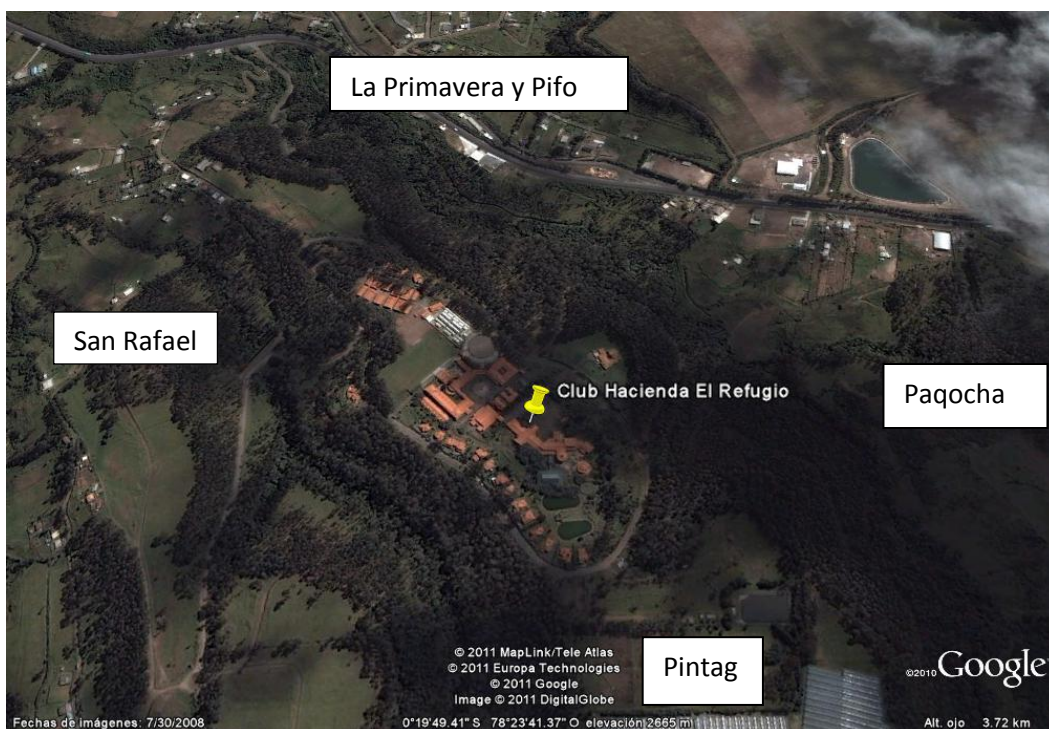 La Primavera y Pifo
San Rafael
Club Hacienda El Refugio
Paqocha
Pintag
© 2011 MapLink/Tele Atlas
© 2011 Europa Technologies
© 2011 Google
Image © 2011 DigitalGlobe
©2010 Google
Fechas de imágenes: 7/30/2008 0°19'49.41" S 78°23'41.37" O elevación 2665 m Alt. ojo 3.72 km